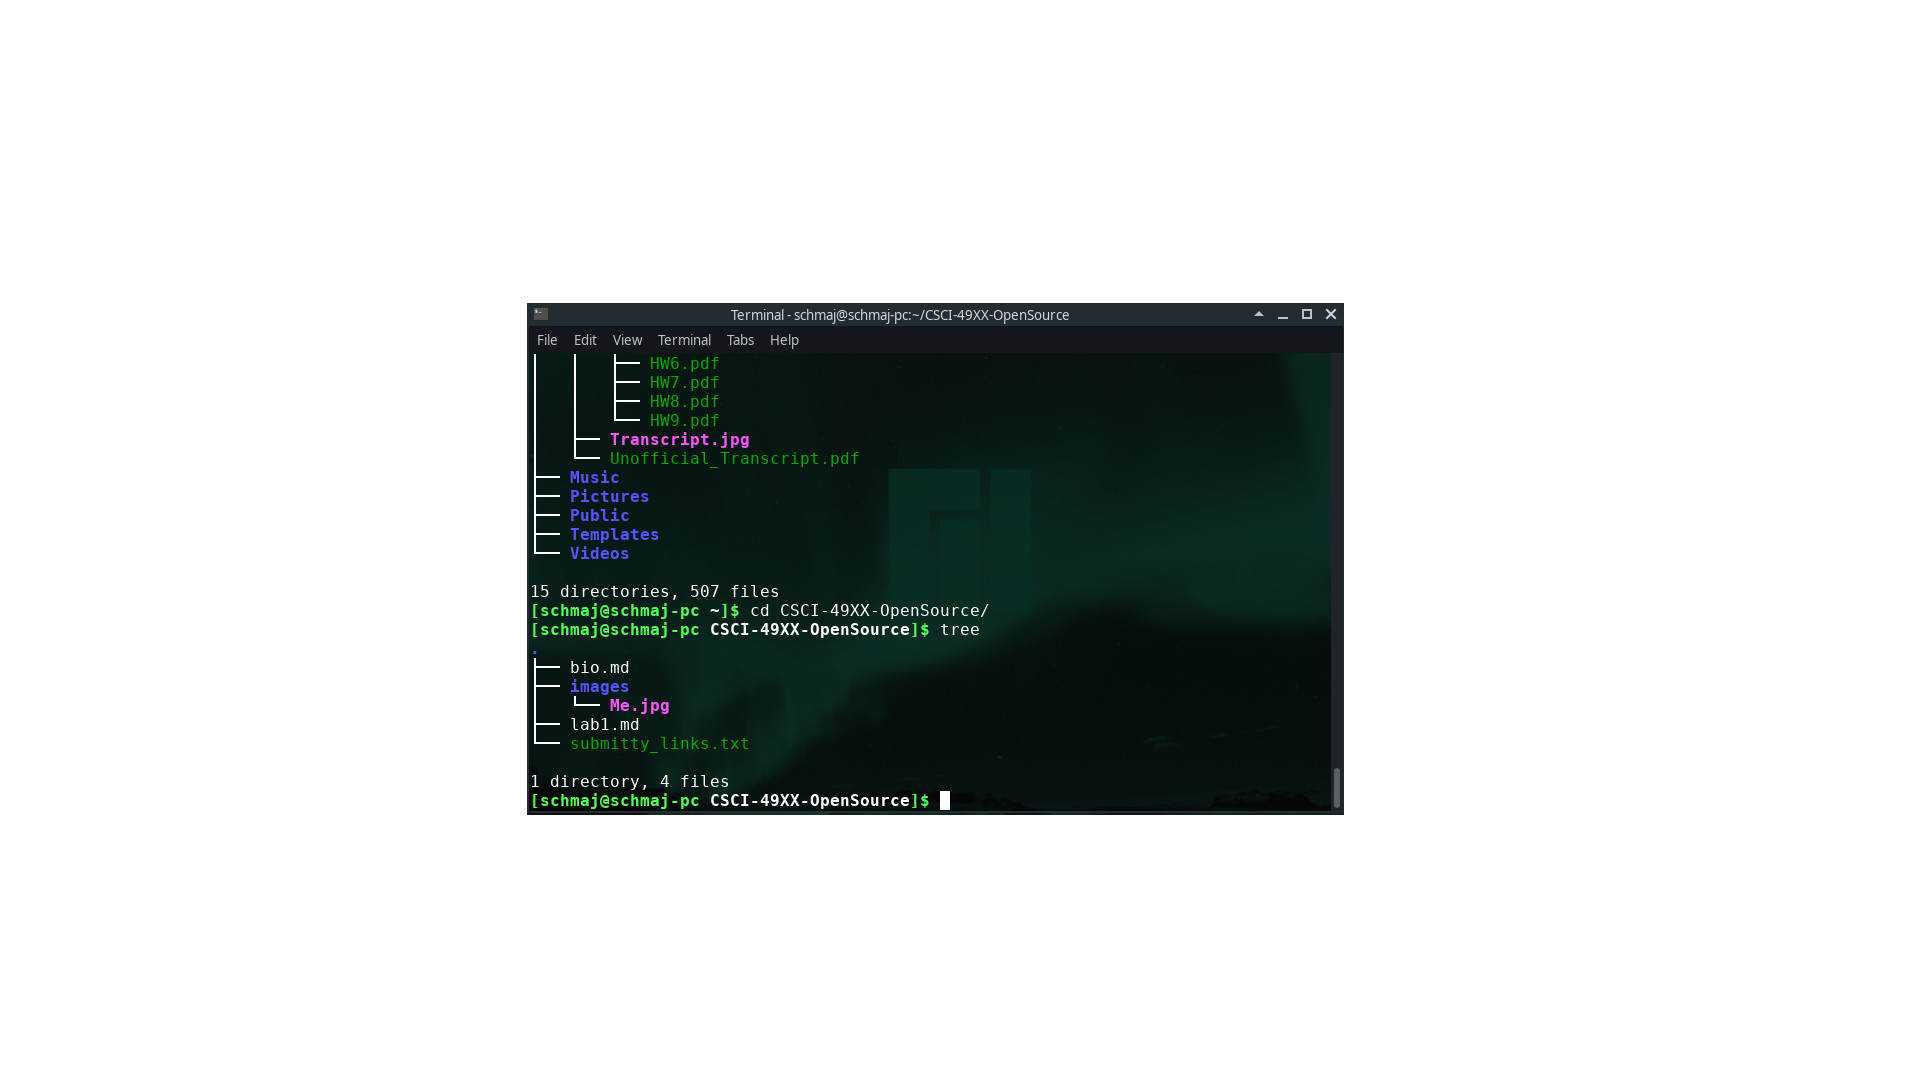 Terminal - schmaj@schmaj-pc:~/CSCI-49XX-OpenSource
File Edit View Terminal Tabs Help
│   │   ├── HW6.pdf
│   │   ├── HW7.pdf
│   │   ├── HW8.pdf
│   │   └── HW9.pdf
│   ├── Transcript.jpg
│   └── Unofficial_Transcript.pdf
├── Music
├── Pictures
├── Public
├── Templates
└── Videos
15 directories, 507 files
[schmaj@schmaj-pc ~]$ cd CSCI-49XX-OpenSource/
[schmaj@schmaj-pc CSCI-49XX-OpenSource]$ tree
.
├── bio.md
├── images
│   └── Me.jpg
├── lab1.md
└── submitty_links.txt
1 directory, 4 files
[schmaj@schmaj-pc CSCI-49XX-OpenSource]$